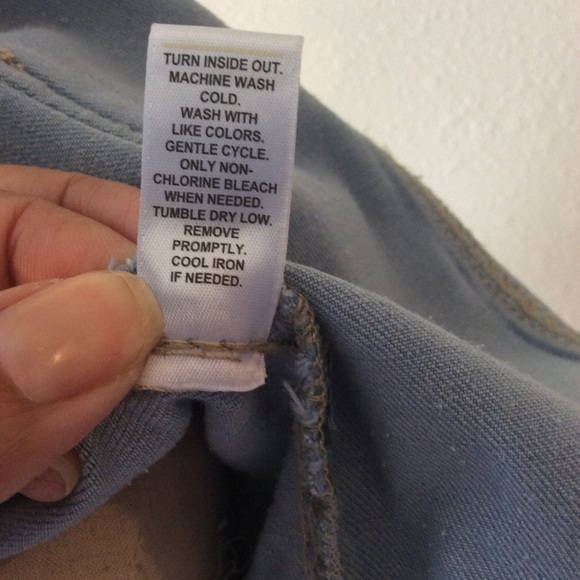 TURN INSIDE OUT.
MACHINE WASH
COLD.
WASH WITH
LIKE COLORS.
GENTLE CYCLE.
ONLY NON-
CHLORINE BLEACH
WHEN NEEDED.
TUMBLE DRY LOW.
REMOVE
PROMPTLY.
COOL IRON
IF NEEDED.